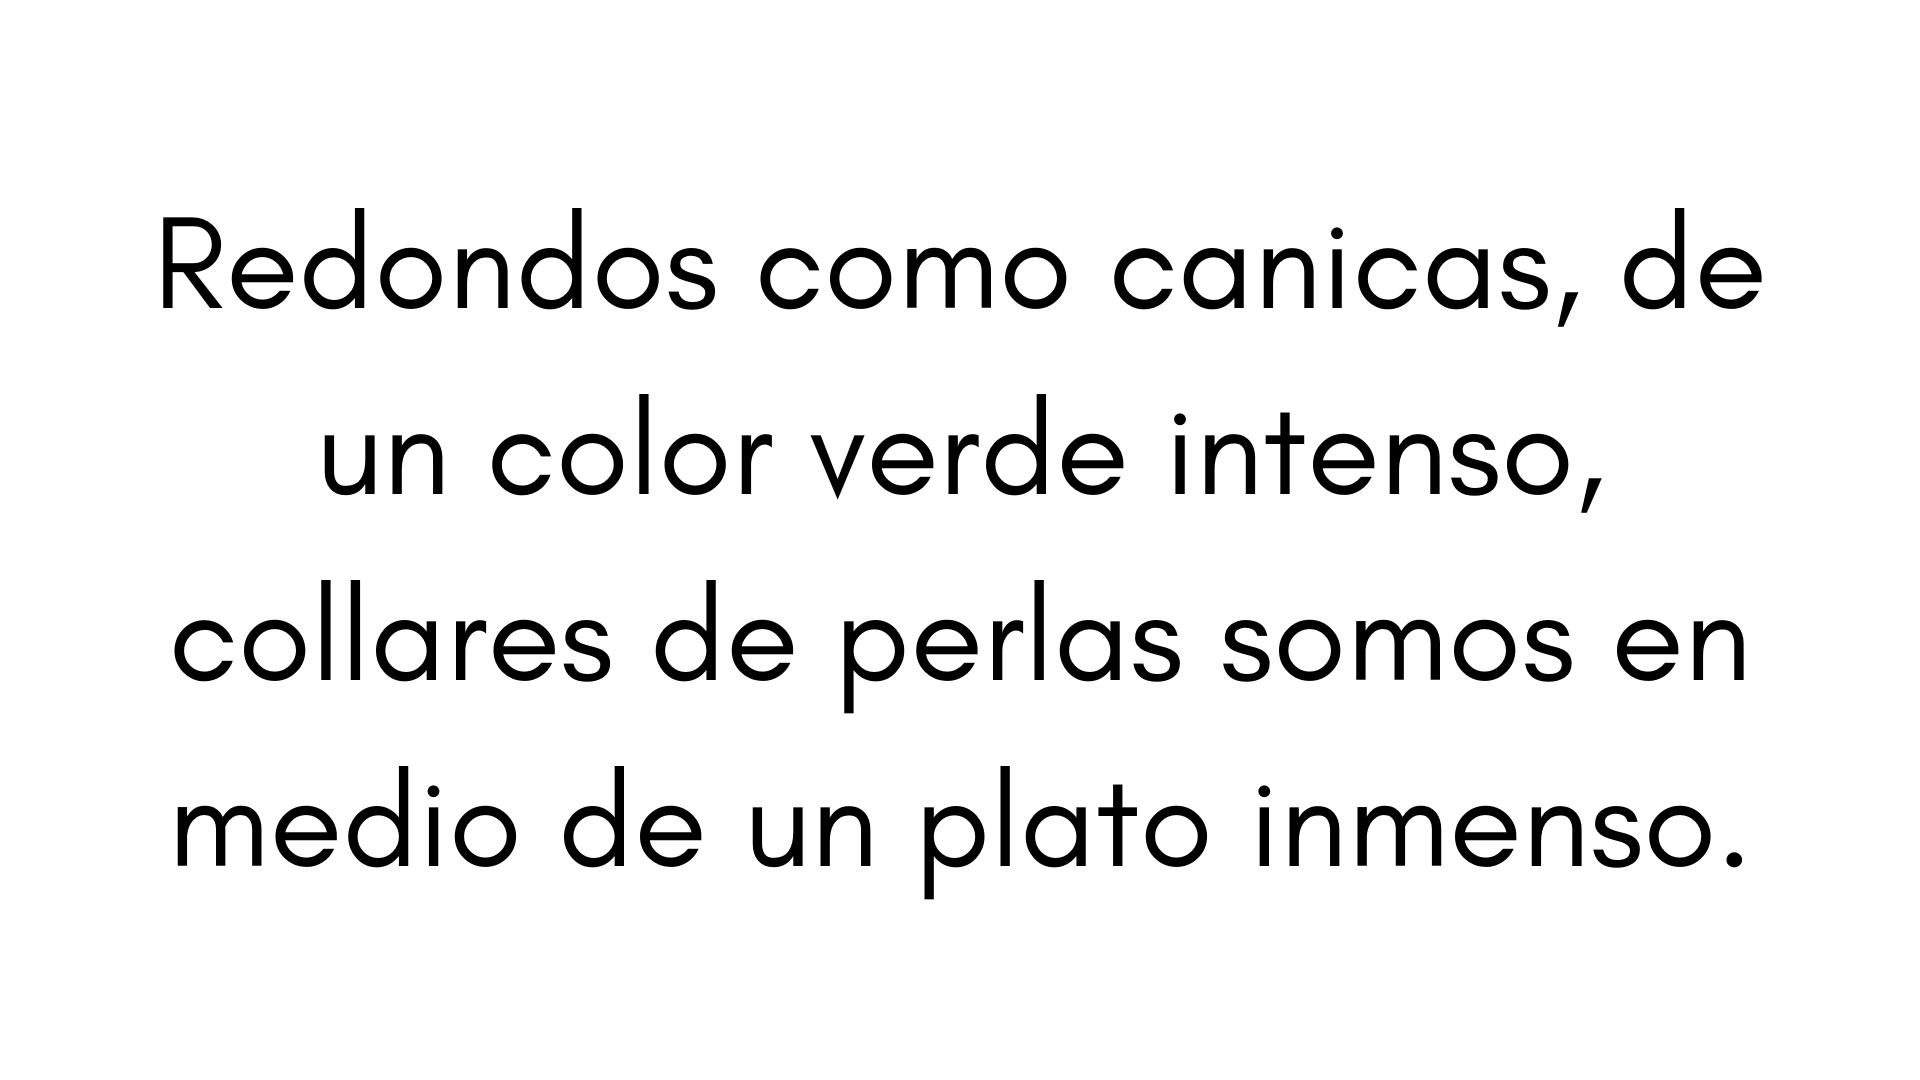 Redondos como canicas, de
un color verde intenso,
collares de perlas somos en
medio de un plato inmenso.